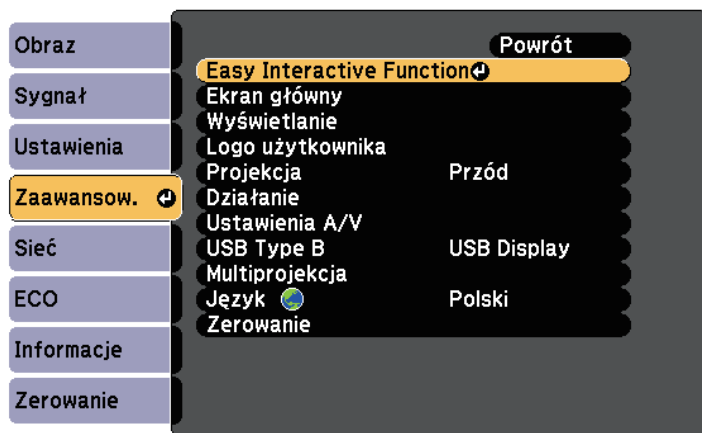 Obraz
Sygnał
Ustawienia
Zaawansow.
Sieć
ECO
Informacje
Zerowanie
Powrót
Easy Interactive Function
Ekran główny
Wyświetlanie
Logo użytkownika
Projekcja Przód
Działanie
Ustawienia A/V
USB Type B USB Display
Multiprojekcja
Język Polski
Zerowanie